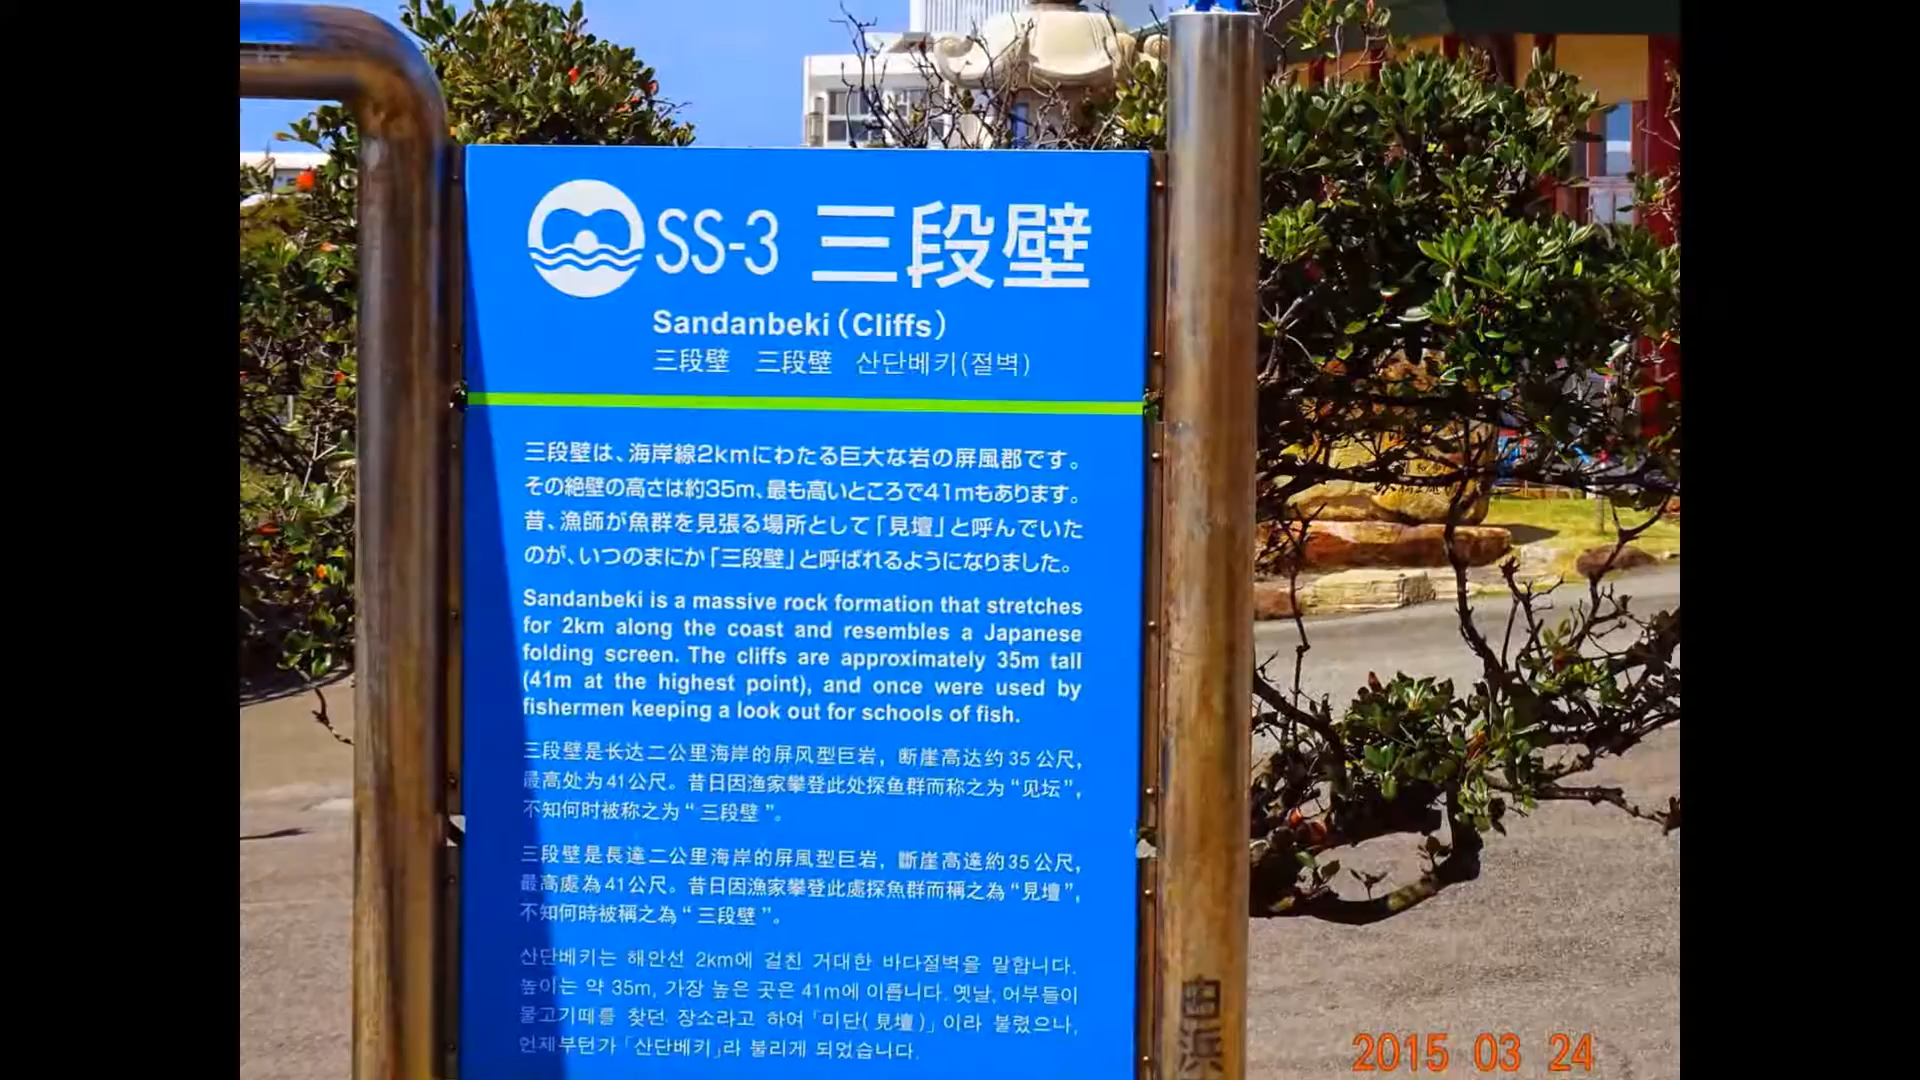 SS-3 三段壁
Sandanbeki (Cliffs)
三段壁 三段壁 산단베키(절벽)
三段壁は、海岸線2kmにわたる巨大な岩の屏風郡です。
その絶壁の高さは約35m、最も高いところで41mもあります。
昔、漁師が魚群を見張る場所として「見壇」と呼んでいた
のが、いつのまにか「三段壁」と呼ばれるようになりました。
Sandanbeki is a massive rock formation that stretches
for 2km along the coast and resembles a Japanese
folding screen. The cliffs are approximately 35m tall
(41m at the highest point), and once were used by
fishermen keeping a look out for schools of fish.
三段壁是长达二公里海岸的屏风型巨岩，断崖高达约35公尺，
最高处为41公尺。昔日因渔家攀登此处探鱼群而称之为“见坛”，
不知何时被称之为“三段壁”。
三段壁是長達二公里海岸的屏風型巨岩，斷崖高達約35公尺，
最高處為41公尺。昔日因漁家攀登此處探魚群而稱之為“見壇”，
不知何時被稱之為“三段壁”。
산단베키는 해안선 2km에 걸친 거대한 바다절벽을 말합니다.
높이는 약 35m, 가장 높은 곳은 41m에 이릅니다. 옛날, 어부들이
물고기떼를 찾던 장소라고 하여「미단(見壇)」이라 불렸으나,
언제부턴가「산단베키」라 불리게 되었습니다.
白浜
2015 03 24